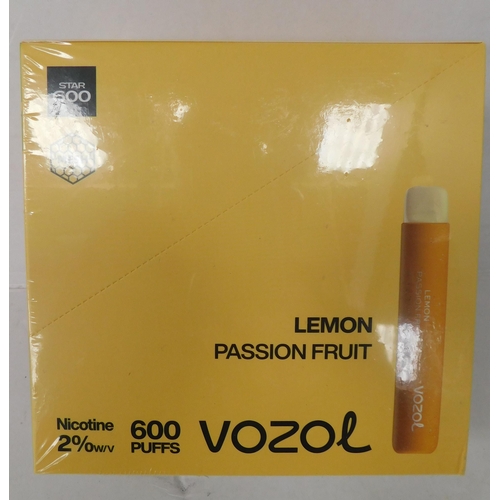 STAR
600
LEMON
PASSION FRUIT
Nicotine
2%w/v
600
PUFFS
VOZOL
LEMON
VOZOL